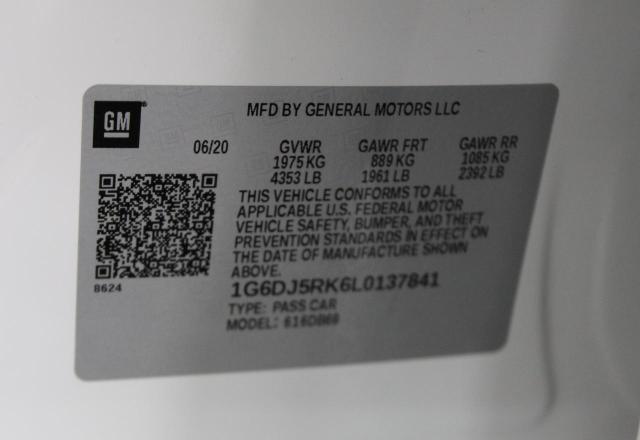 GM
MFD BY GENERAL MOTORS LLC
06/20 GVWR GAWR FRT GAWR RR
1975 KG 889 KG 1085 KG
4353 LB 1961 LB 2392 LB
THIS VEHICLE CONFORMS TO ALL
APPLICABLE U.S. FEDERAL MOTOR
VEHICLE SAFETY, BUMPER, AND THEFT
PREVENTION STANDARDS IN EFFECT ON
THE DATE OF MANUFACTURE SHOWN
ABOVE.
8624
1G6DJ5RK6L0137841
TYPE: PASS CAR
MODEL: 616DB69